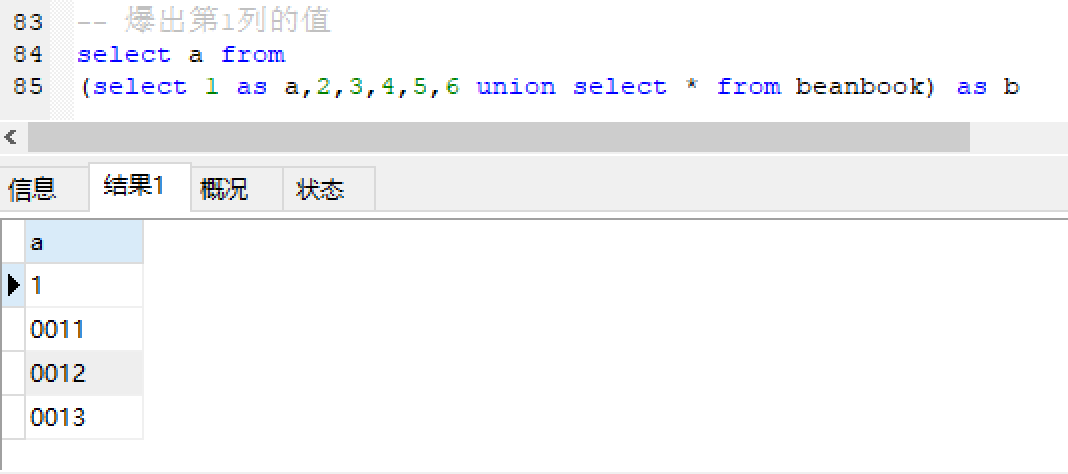 83 -- 爆出第1列的值
84 select a from
85 (select 1 as a,2,3,4,5,6 union select * from beanbook) as b
信息 结果1 概况 状态
a
1
0011
0012
0013